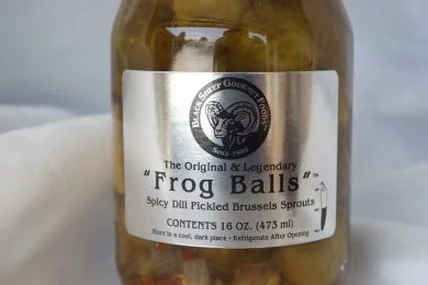 BLACK SHEEP GOURMET FOODS
SINCE 1985
The Original & Legendary
"Frog Balls"™
Spicy Dill Pickled Brussels Sprouts
CONTENTS 16 OZ. (473 ml)
Store in a cool, dark place • Refrigerate After Opening